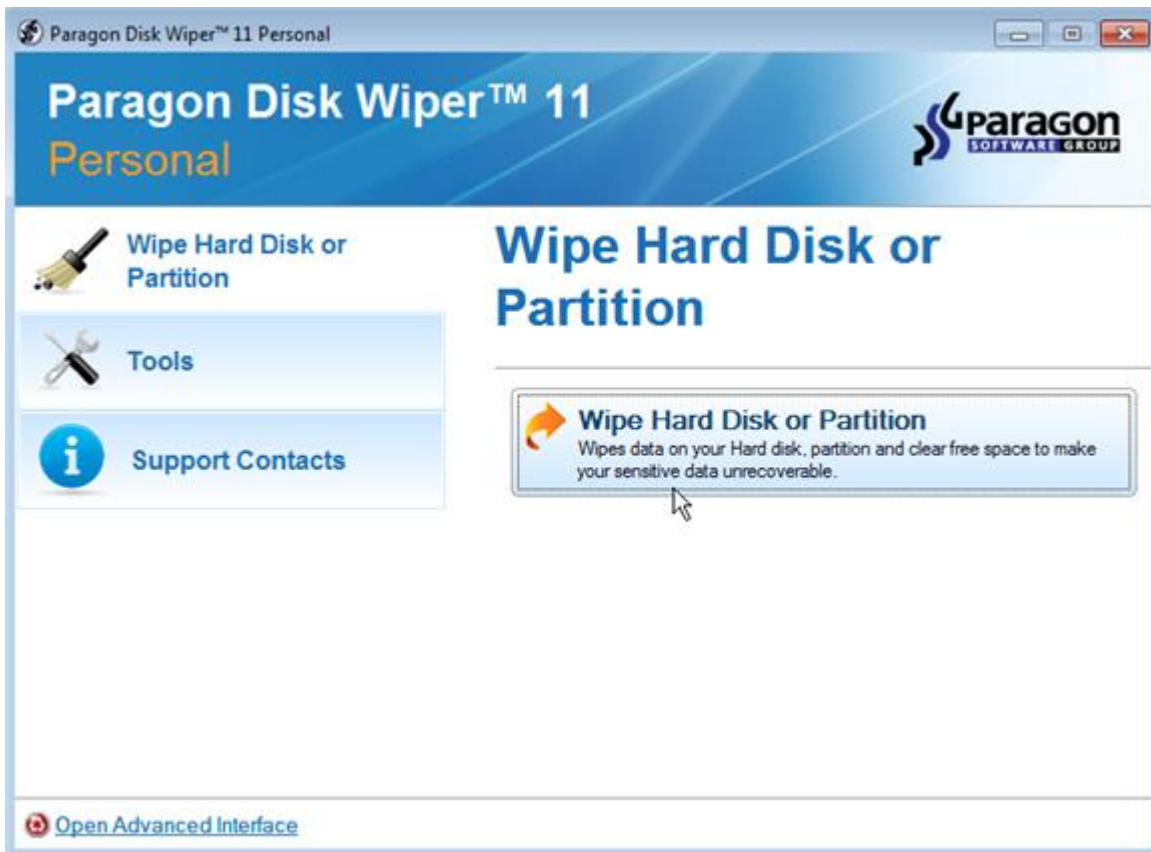 Paragon Disk Wiper™ 11 Personal
Paragon Disk Wiper™ 11
Personal
Paragon
SOFTWARE GROUP
Wipe Hard Disk or
Partition
Tools
Support Contacts
Wipe Hard Disk or
Partition
Wipe Hard Disk or Partition
Wipes data on your Hard disk, partition and clear free space to make
your sensitive data unrecoverable.
Open Advanced Interface